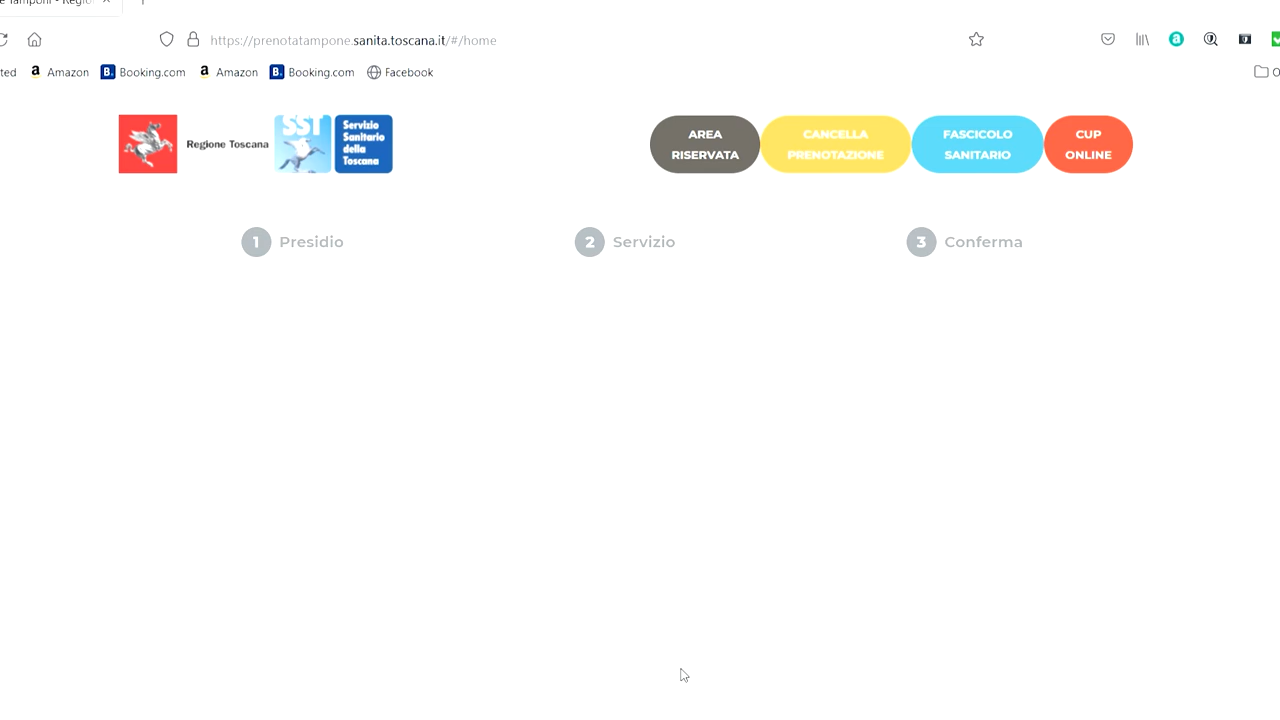 https://prenotatampone.sanita.toscana.it/#/home
ted Amazon Booking.com Amazon Booking.com Facebook
Regione Toscana
SST
Servizio
Sanitario
della
Toscana
AREA
RISERVATA
CANCELLA
PRENOTAZIONE
FASCICOLO
SANITARIO
CUP
ONLINE
1 Presidio
2 Servizio
3 Conferma